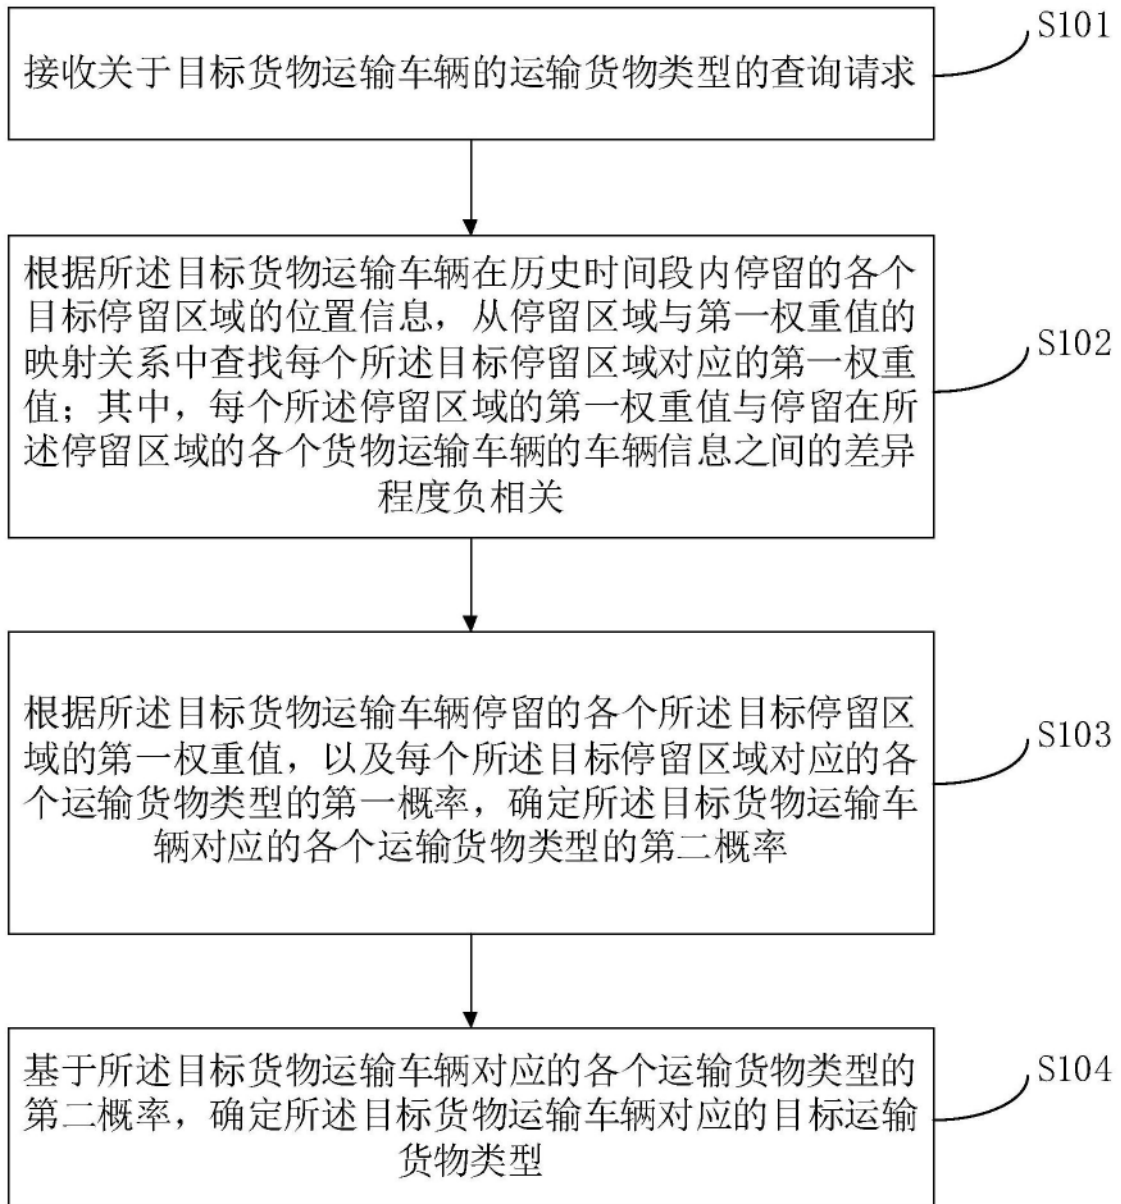 接收关于目标货物运输车辆的运输货物类型的查询请求
S101
根据所述目标货物运输车辆在历史时间段内停留的各个
目标停留区域的位置信息，从停留区域与第一权重值的
映射关系中查找每个所述目标停留区域对应的第一权重
值；其中，每个所述停留区域的第一权重值与停留在所
述停留区域的各个货物运输车辆的车辆信息之间的差异
程度负相关
S102
根据所述目标货物运输车辆停留的各个所述目标停留区
域的第一权重值，以及每个所述目标停留区域对应的各
个运输货物类型的第一概率，确定所述目标货物运输车
辆对应的各个运输货物类型的第二概率
S103
基于所述目标货物运输车辆对应的各个运输货物类型的
第二概率，确定所述目标货物运输车辆对应的目标运输
货物类型
S104